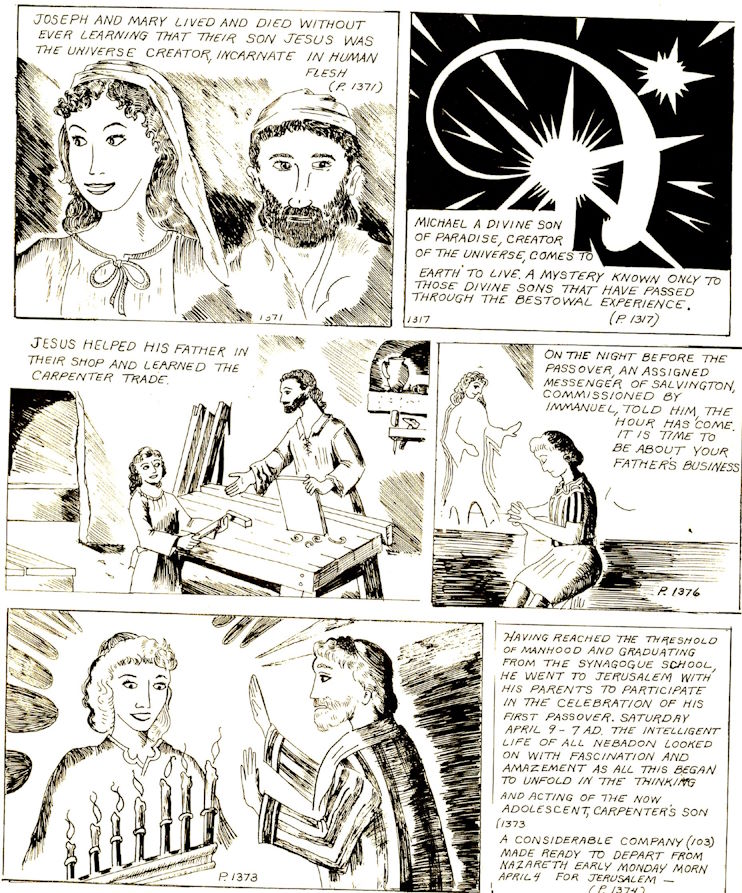 JOSEPH AND MARY LIVED AND DIED WITHOUT
EVER LEARNING THAT THEIR SON JESUS WAS
THE UNIVERSE CREATOR, INCARNATE IN HUMAN
FLESH
(P. 1371)
1371
MICHAEL A DIVINE SON
OF PARADISE, CREATOR
OF THE UNIVERSE, COMES TO
EARTH TO LIVE, A MYSTERY KNOWN ONLY TO
THOSE DIVINE SONS THAT HAVE PASSED
THROUGH THE BESTOWAL EXPERIENCE.
1317
(P. 1317)
JESUS HELPED HIS FATHER IN
THEIR SHOP AND LEARNED THE
CARPENTER TRADE.
ON THE NIGHT BEFORE THE
PASSOVER, AN ASSIGNED
MESSENGER OF SALVINGTON,
COMMISSIONED BY
IMMANUEL, TOLD HIM, THE
HOUR HAS COME.
IT IS TIME TO
BE ABOUT YOUR
FATHER'S BUSINESS
P. 1376
P. 1373
HAVING REACHED THE THRESHOLD
OF MANHOOD AND GRADUATING
FROM THE SYNAGOGUE SCHOOL,
HE WENT TO JERUSALEM WITH
HIS PARENTS TO PARTICIPATE
IN THE CELEBRATION OF HIS
FIRST PASSOVER. SATURDAY
APRIL 9 - 7 A.D. THE INTELLIGENT
LIFE OF ALL NEBADON LOOKED
ON WITH FASCINATION AND
AMAZEMENT AS ALL THIS BEGAN
TO UNFOLD IN THE THINKING
AND ACTING OF THE NOW
ADOLESCENT, CARPENTER'S SON
(1373
A CONSIDERABLE COMPANY (103)
MADE READY TO DEPART FROM
NAZARETH EARLY MONDAY MORN
APRIL 4 FOR JERUSALEM
(P. 1374)